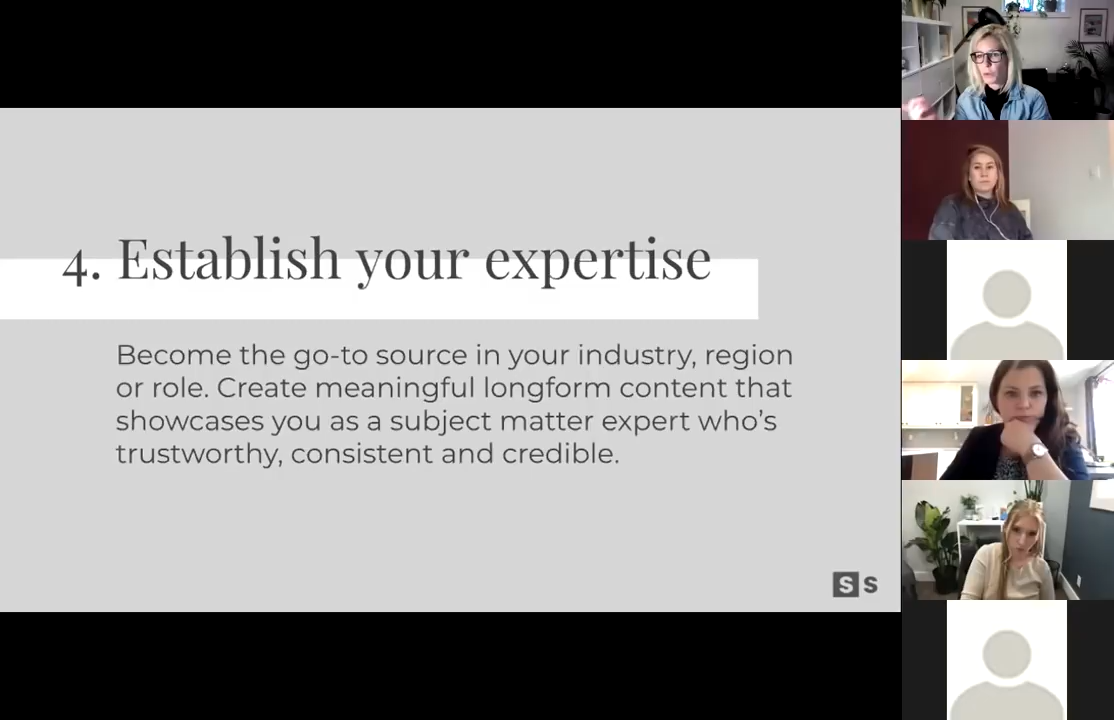 4. Establish your expertise
Become the go-to source in your industry, region
or role. Create meaningful longform content that
showcases you as a subject matter expert who’s
trustworthy, consistent and credible.
S S